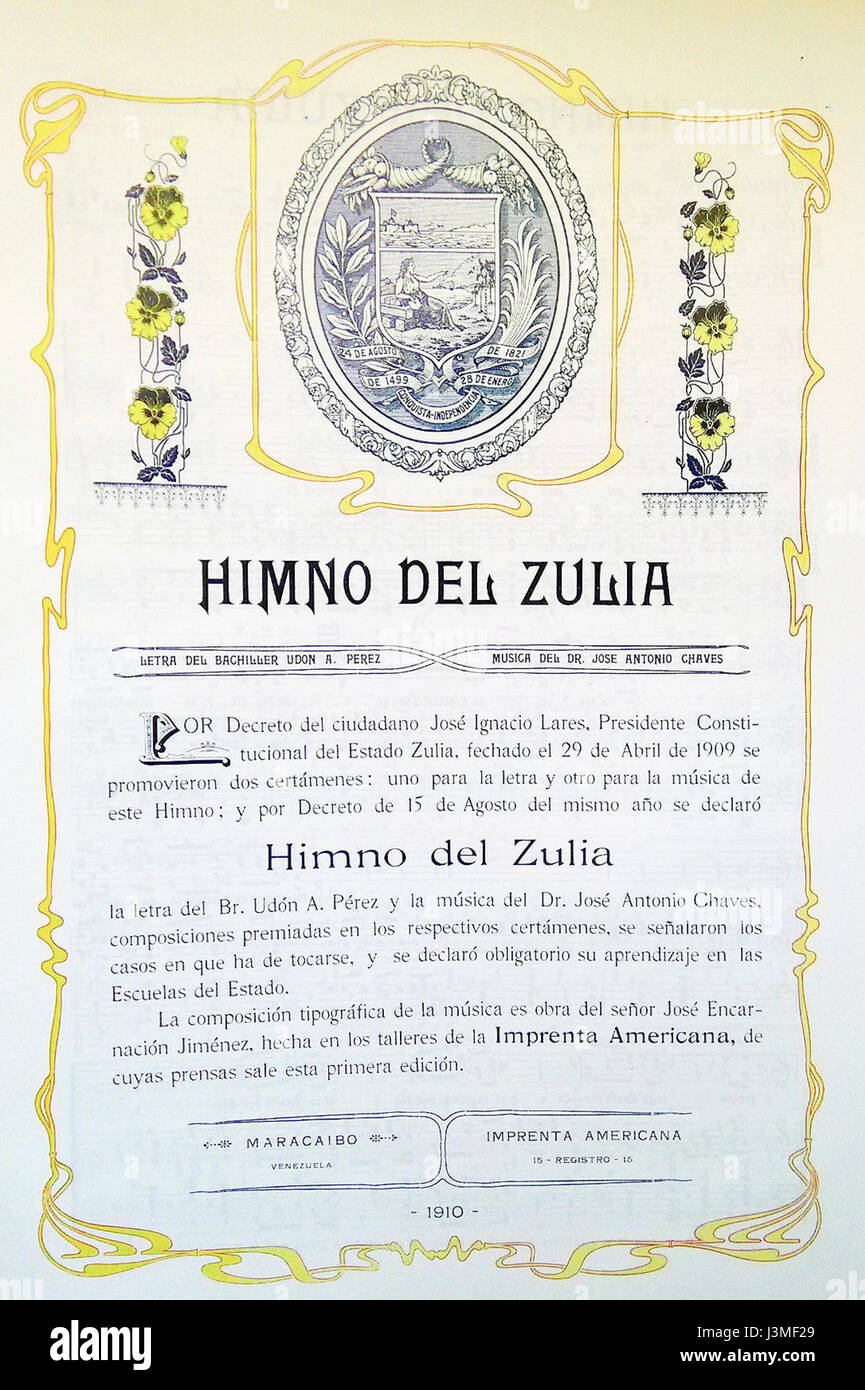 24 DE AGOSTO DE 1821
DE 1499 28 DE ENERO
CONQUISTA-INDEPENDENCIA
HIMNO DEL ZULIA
LETRA DEL BACHILLER UDON A. PEREZ MUSICA DEL DR. JOSE ANTONIO CHAVES
POR Decreto del ciudadano José Ignacio Lares, Presidente Consti-
tucional del Estado Zulia, fechado el 29 de Abril de 1909 se
promovieron dos certámenes: uno para la letra y otro para la música de
este Himno; y por Decreto de 15 de Agosto del mismo año se declaró
Himno del Zulia
la letra del Br. Udón A. Pérez y la música del Dr. José Antonio Chaves,
composiciones premiadas en los respectivos certámenes, se señalaron los
casos en que ha de tocarse, y se declaró obligatorio su aprendizaje en las
Escuelas del Estado.
La composición tipográfica de la música es obra del señor José Encar-
nación Jiménez, hecha en los talleres de la Imprenta Americana, de
cuyas prensas sale esta primera edición.
MARACAIBO IMPRENTA AMERICANA
VENEZUELA 15 - REGISTRO - 15
- 1910 -
alamy
Image ID: J3MF29
www.alamy.com